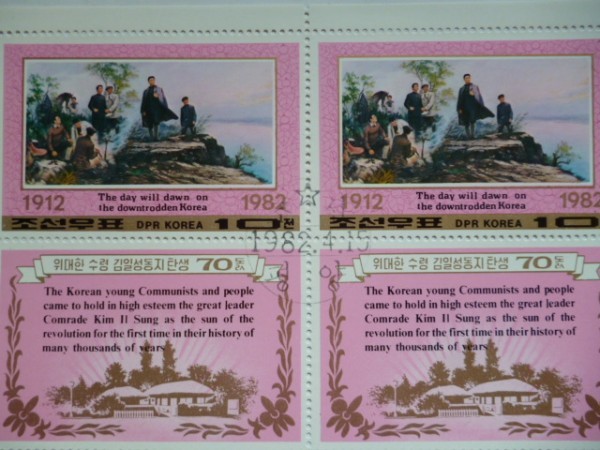 1912 The day will dawn on 1982
the downtrodden Korea
조선우표 DPR KOREA 10전
1912 The day will dawn on 1982
the downtrodden Korea
조선우표 DPR KOREA 10
1982.4.15
위대한 수령 김일성동지 탄생 70돐
The Korean young Communists and people
came to hold in high esteem the great leader
Comrade Kim Il Sung as the sun of the
revolution for the first time in their history of
many thousands of years
위대한 수령 김일성동지 탄생 70돐
The Korean young Communists and people
came to hold in high esteem the great leader
Comrade Kim Il Sung as the sun of the
revolution for the first time in their history of
many thousands of years